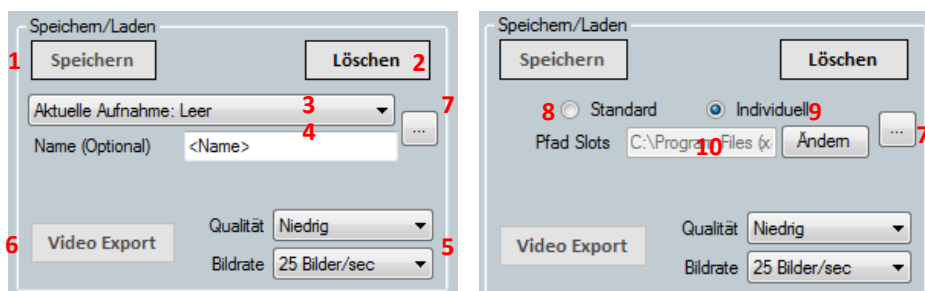 Speichern/Laden
1 Speichern Löschen 2
Aktuelle Aufnahme: Leer 3 7
4
Name (Optional) <Name> ...
6 Video Export
Qualität Niedrig
Bildrate 25 Bilder/sec 5
Speichern/Laden
Speichern Löschen
8 Standard Individuell 9
Pfad Slots C:\Program Files (x 10 Ändern ... 7
Video Export
Qualität Niedrig
Bildrate 25 Bilder/sec